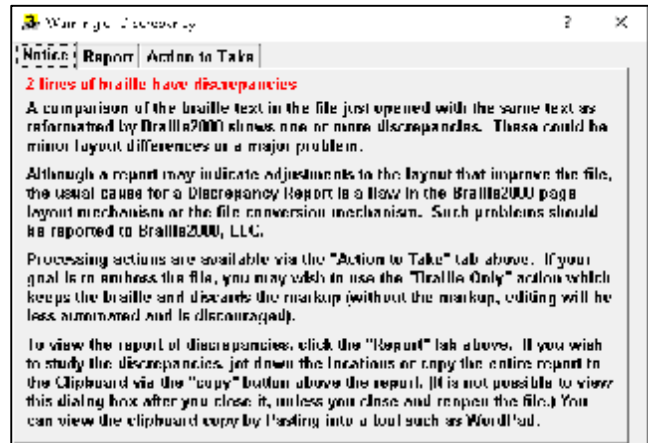 Warning of Discrepancy ? ×
Notice Report Action to Take
2 lines of braille have discrepancies
A comparison of the braille text in the file just opened with the same text as
reformatted by Braille2000 shows one or more discrepancies. These could be
minor layout differences or a major problem.
Although a report may indicate adjustments to the layout that improve the file,
the usual cause for a Discrepancy Report is a flaw in the Braille2000 page
layout mechanism or the file conversion mechanism. Such problems should
be reported to Braille2000, LLC.
Processing actions are available via the "Action to Take" tab above. If your
goal is to emboss the file, you may wish to use the "Braille Only" action which
keeps the braille and discards the markup (without the markup, editing will be
less automated and is discouraged).
To view the report of discrepancies, click the "Report" tab above. If you wish
to study the discrepancies, jot down the locations or copy the entire report to
the Clipboard via the "copy" button above the report. (It is not possible to view
this dialog box after you close it, unless you close and reopen the file.) You
can view the clipboard copy by Pasting into a tool such as WordPad.